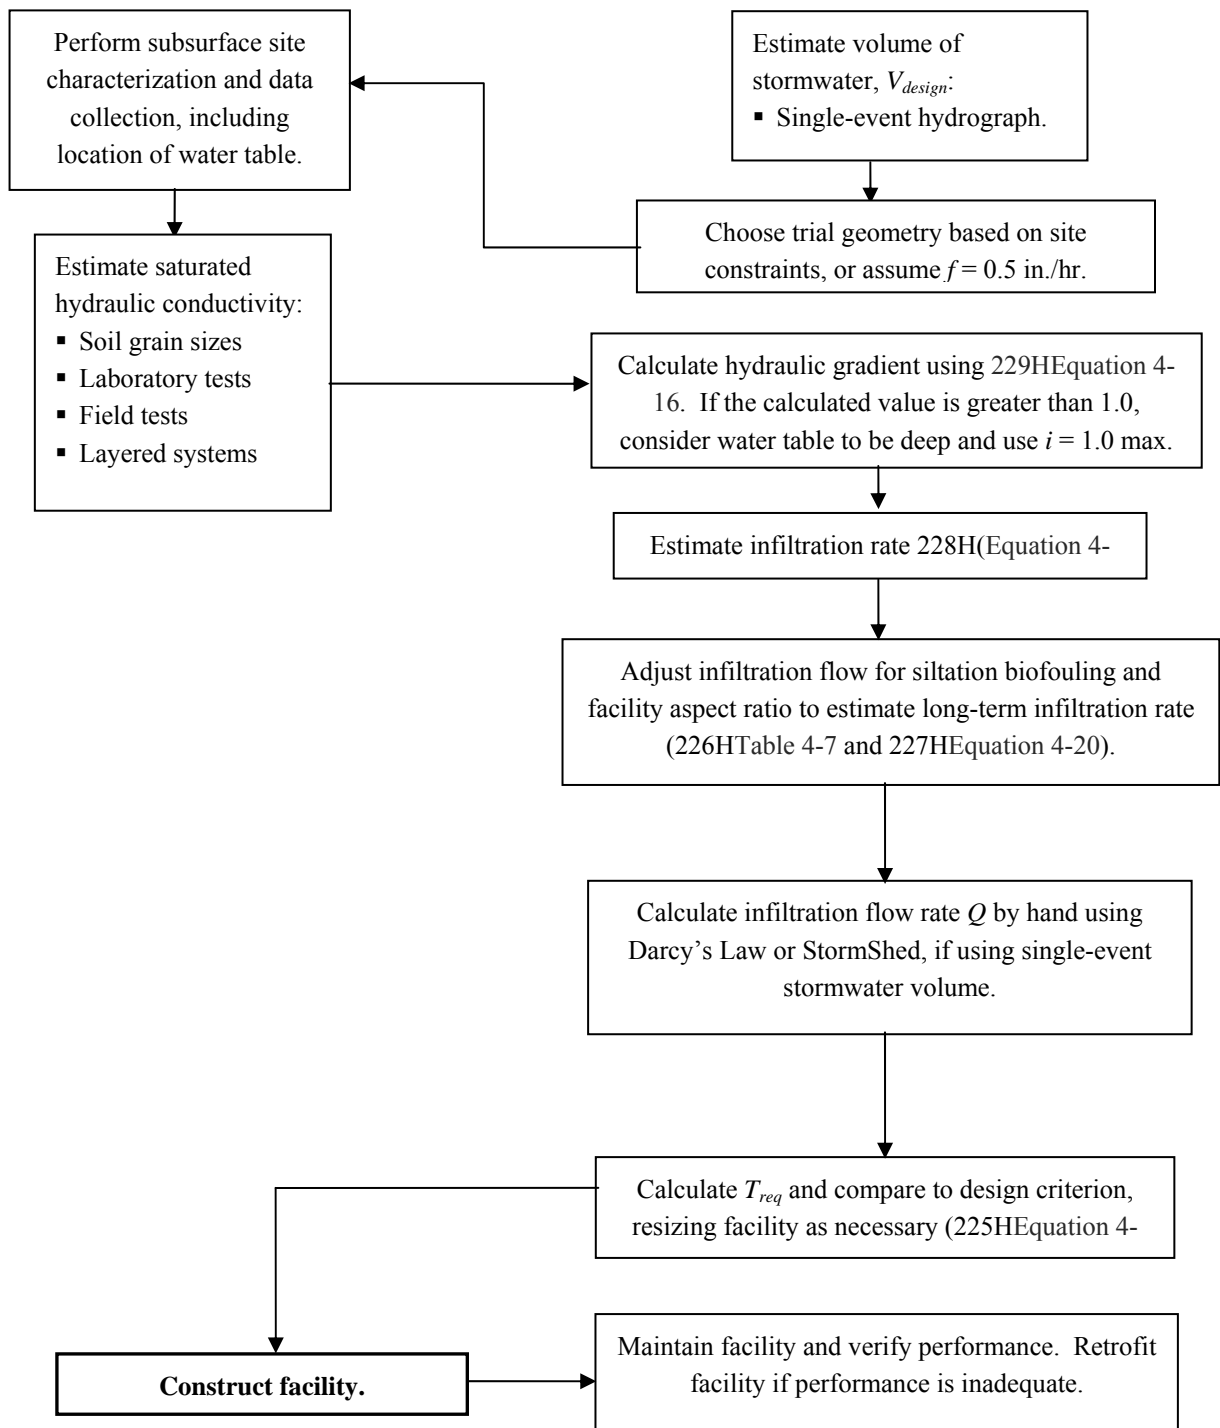 Perform subsurface site
characterization and data
collection, including
location of water table.
Estimate volume of
stormwater, Vdesign:
▪ Single-event hydrograph.
Choose trial geometry based on site
constraints, or assume f = 0.5 in./hr.
Estimate saturated
hydraulic conductivity:
▪ Soil grain sizes
▪ Laboratory tests
▪ Field tests
▪ Layered systems
Calculate hydraulic gradient using 229HEquation 4-
16.  If the calculated value is greater than 1.0,
consider water table to be deep and use i = 1.0 max.
Estimate infiltration rate 228H(Equation 4-
Adjust infiltration flow for siltation biofouling and
facility aspect ratio to estimate long-term infiltration rate
(226HTable 4-7 and 227HEquation 4-20).
Calculate infiltration flow rate Q by hand using
Darcy’s Law or StormShed, if using single-event
stormwater volume.
Calculate Treq and compare to design criterion,
resizing facility as necessary (225HEquation 4-
Construct facility.
Maintain facility and verify performance.  Retrofit
facility if performance is inadequate.